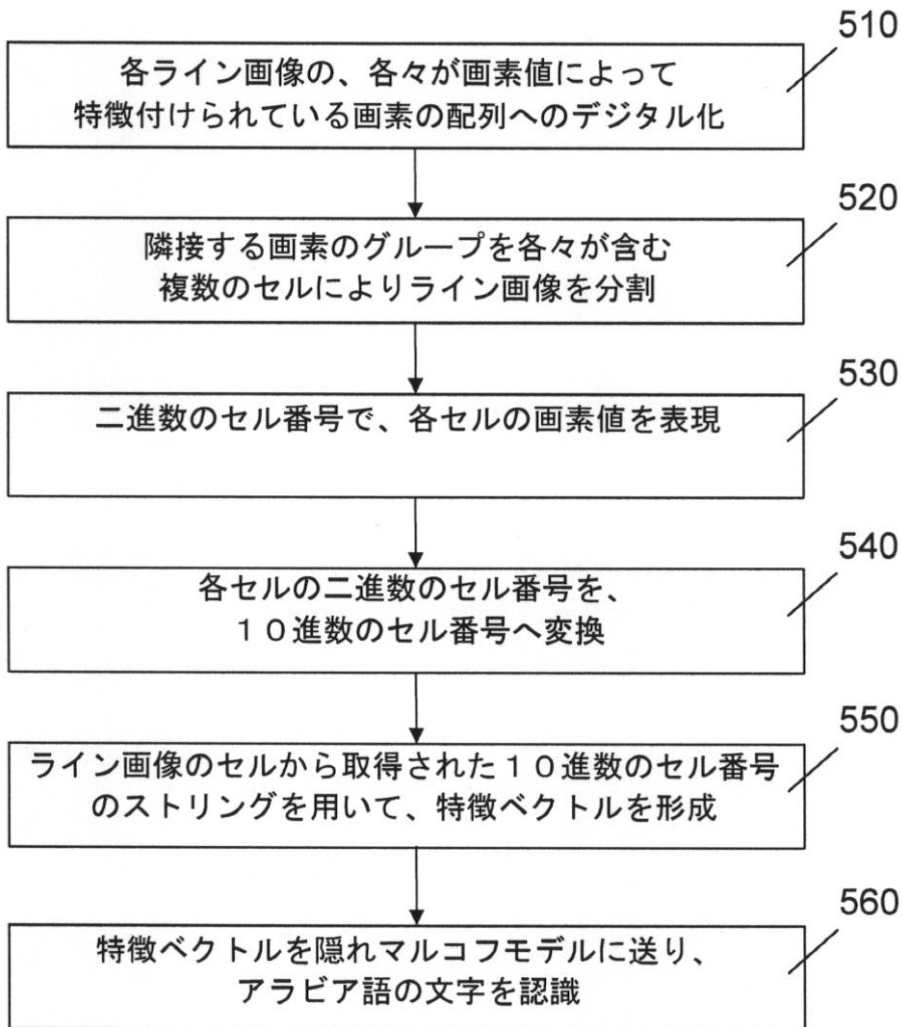 510
各ライン画像の、各々が画素値によって
特徴付けられている画素の配列へのデジタル化
520
隣接する画素のグループを各々が含む
複数のセルによりライン画像を分割
530
二進数のセル番号で、各セルの画素値を表現
540
各セルの二進数のセル番号を、
１０進数のセル番号へ変換
550
ライン画像のセルから取得された１０進数のセル番号
のストリングを用いて、特徴ベクトルを形成
560
特徴ベクトルを隠れマルコフモデルに送り、
アラビア語の文字を認識